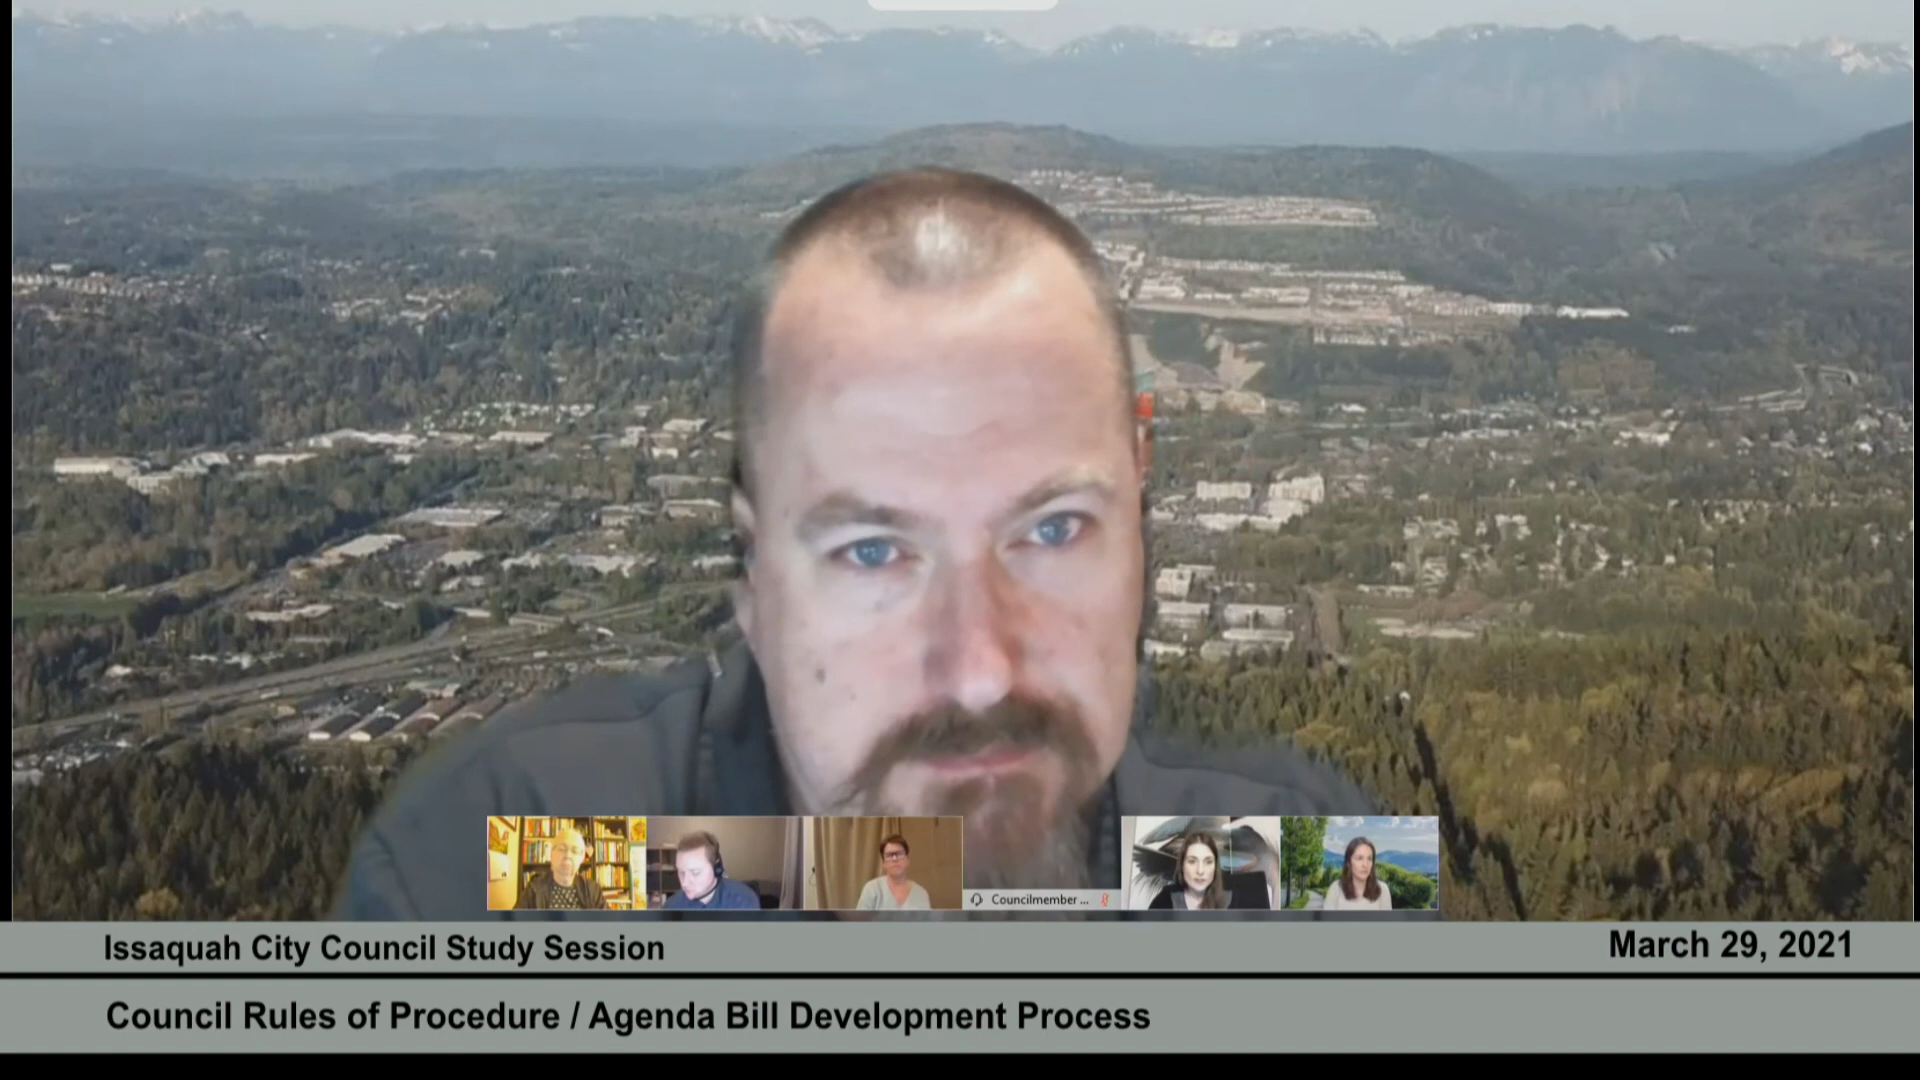 Councilmember ...
Issaquah City Council Study Session
March 29, 2021
Council Rules of Procedure / Agenda Bill Development Process